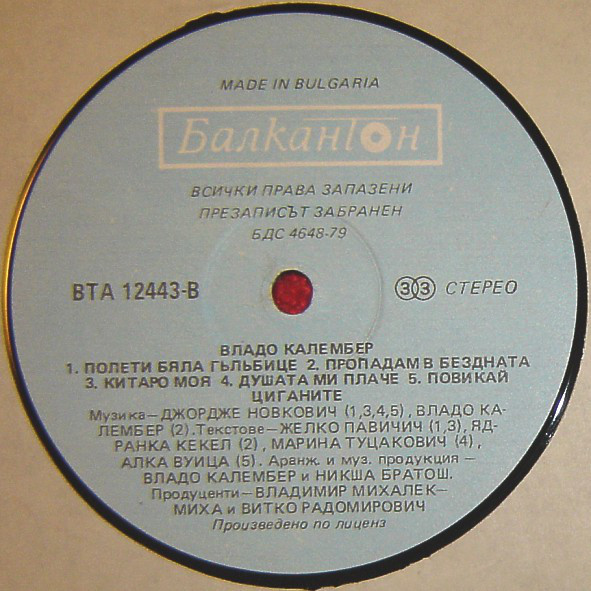 MADE IN BULGARIA
Балкантон
ВСИЧКИ ПРАВА ЗАПАЗЕНИ
ПРЕЗАПИСЪТ ЗАБРАНЕН
БДС 4648-79
ВТА 12443-В
33 СТЕРЕО
ВЛАДО КАЛЕМБЕР
1. ПОЛЕТИ БЯЛА ГЪЛЪБИЦЕ 2. ПРОПАДАМ В БЕЗДНАТА
3. КИТАРО МОЯ 4. ДУШАТА МИ ПЛАЧЕ 5. ПОВИКАЙ
ЦИГАНИТЕ
Музика—ДЖОРДЖЕ НОВКОВИЧ (1,3,4,5), ВЛАДО КА-
ЛЕМБЕР (2).Текстове—ЖЕЛКО ПАВИЧИЧ (1,3), ЯД-
РАНКА КЕКЕЛ (2), МАРИНА ТУЦАКОВИЧ (4),
АЛКА ВУИЦА (5). Аранж. и муз. продукция —
ВЛАДО КАЛЕМБЕР и НИКША БРАТОШ.
Продуценти—ВЛАДИМИР МИХАЛЕК-
МИХА и ВИТКО РАДОМИРОВИЧ
Произведено по лиценз